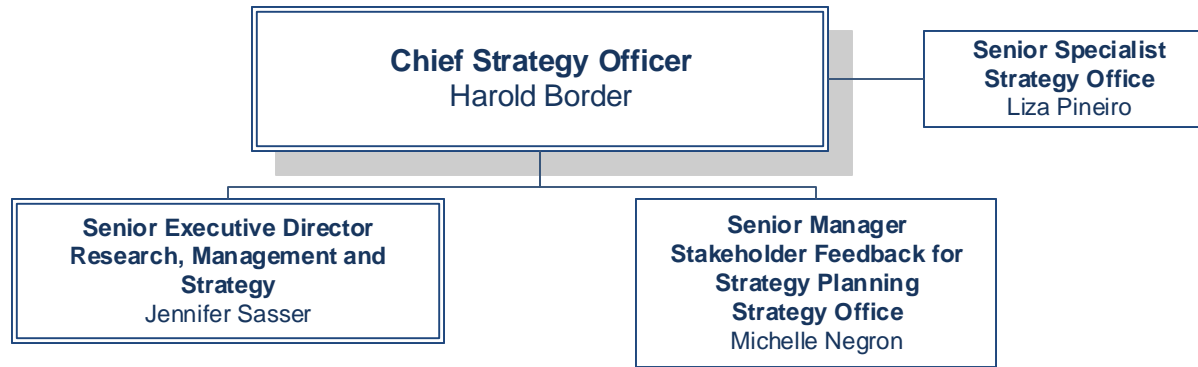 Chief Strategy Officer
Harold Border
Senior Specialist
Strategy Office
Liza Pineiro
Senior Executive Director
Research, Management and
Strategy
Jennifer Sasser
Senior Manager
Stakeholder Feedback for
Strategy Planning
Strategy Office
Michelle Negron